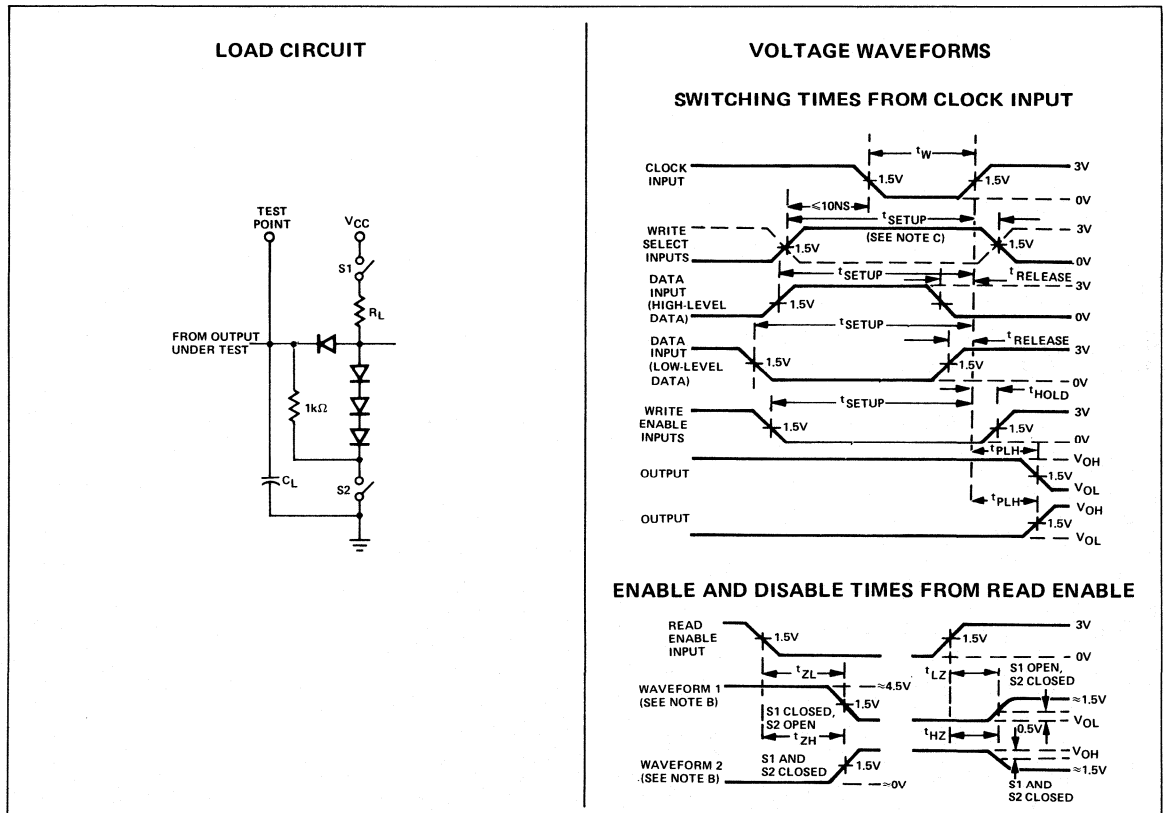 LOAD CIRCUIT
TEST
POINT
VCC
S1
RL
FROM OUTPUT
UNDER TEST
1kΩ
CL
S2
VOLTAGE WAVEFORMS
SWITCHING TIMES FROM CLOCK INPUT
tW
CLOCK
INPUT
1.5V
1.5V
3V
0V
≤10NS
tSETUP
WRITE
SELECT
INPUTS
1.5V
(SEE NOTE C)
1.5V
3V
0V
tSETUP
tRELEASE
DATA
INPUT
(HIGH-LEVEL
DATA)
1.5V
3V
0V
tSETUP
tRELEASE
DATA
INPUT
(LOW-LEVEL
DATA)
1.5V
1.5V
3V
0V
tSETUP
tHOLD
WRITE
ENABLE
INPUTS
1.5V
1.5V
3V
0V
tPLH
OUTPUT
1.5V
VOH
VOL
tPLH
OUTPUT
1.5V
VOH
VOL
ENABLE AND DISABLE TIMES FROM READ ENABLE
READ
ENABLE
INPUT
1.5V
1.5V
3V
0V
tZL
tLZ
S1 OPEN,
S2 CLOSED
WAVEFORM 1
(SEE NOTE B)
≈4.5V
1.5V
≈1.5V
VOL
0.5V
S1 CLOSED,
S2 OPEN
tZH
tHZ
WAVEFORM 2
(SEE NOTE B)
S1 AND
S2 CLOSED
1.5V
≈0V
VOH
≈1.5V
S1 AND
S2 CLOSED